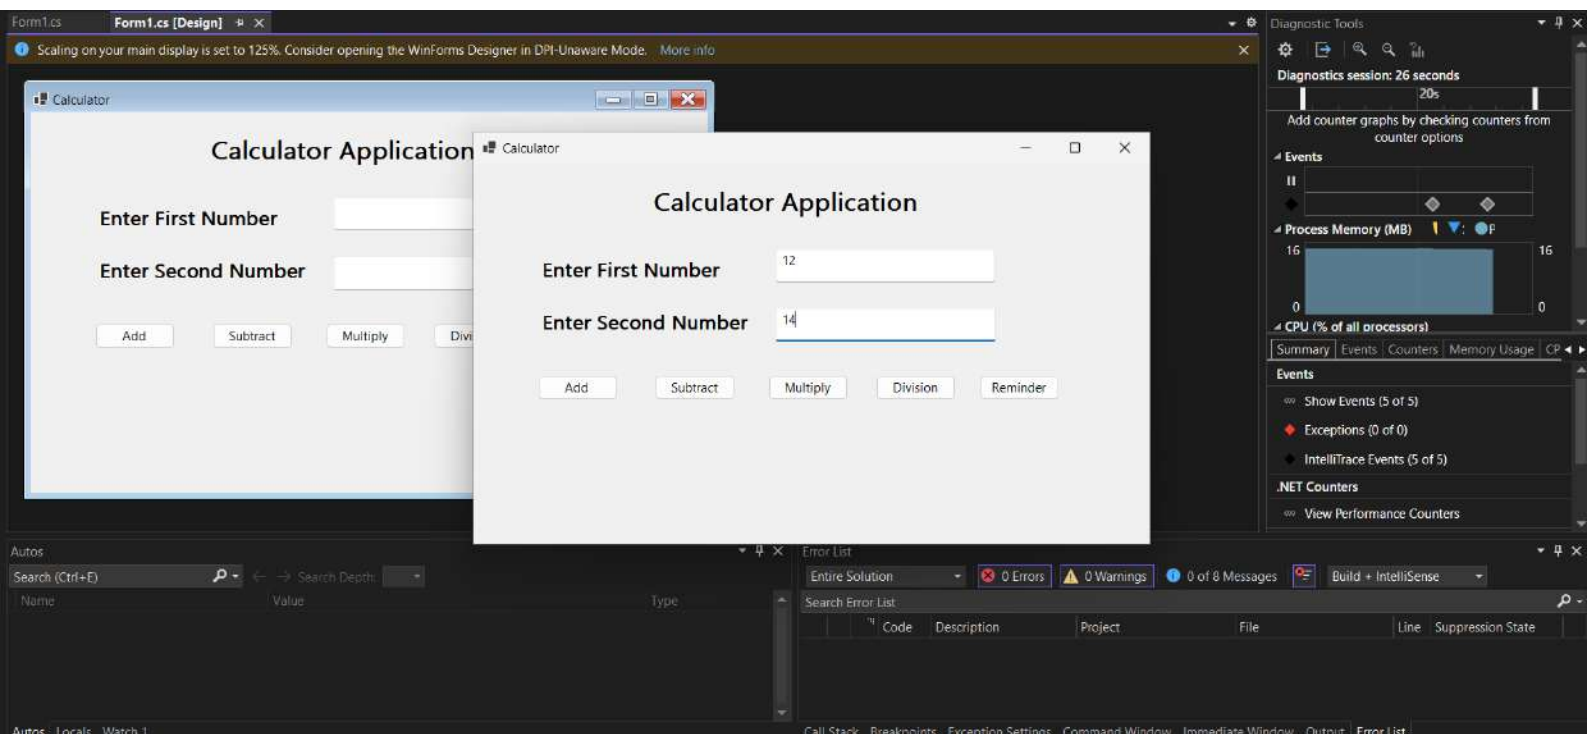 Form1.cs
Form1.cs [Design]
Scaling on your main display is set to 125%. Consider opening the WinForms Designer in DPI-Unaware Mode. More info
Calculator
Calculator Application
Enter First Number
Enter Second Number
Add Subtract Multiply Divi
Calculator
Calculator Application
Enter First Number 12
Enter Second Number 14
Add Subtract Multiply Division Reminder
Diagnostic Tools
Diagnostics session: 26 seconds
20s
Add counter graphs by checking counters from
counter options
Events
Process Memory (MB)
16 16
0 0
CPU (% of all processors)
Summary Events Counters Memory Usage CP
Events
Show Events (5 of 5)
Exceptions (0 of 0)
IntelliTrace Events (5 of 5)
.NET Counters
View Performance Counters
Autos
Search (Ctrl+E) Search Depth:
Name Value Type
Error List
Entire Solution 0 Errors 0 Warnings 0 of 8 Messages Build + IntelliSense
Search Error List
Code Description Project File Line Suppression State
Autos Locals Watch 1
Call Stack Breakpoints Exception Settings Command Window Immediate Window Output Error List